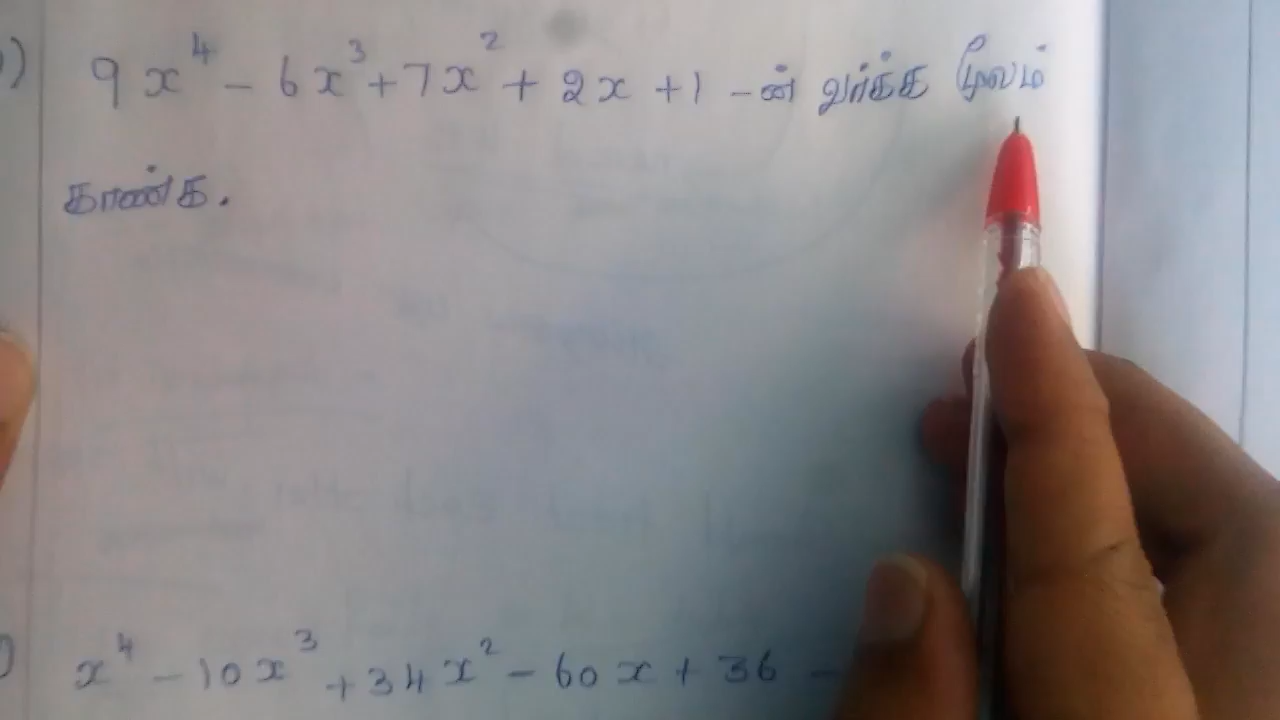 9x⁴ - 6x³ + 7x² + 2x + 1 - ன் வர்க்க மூலம்
காண்க.
x⁴ - 10x³ + 34x² - 60x + 36 -